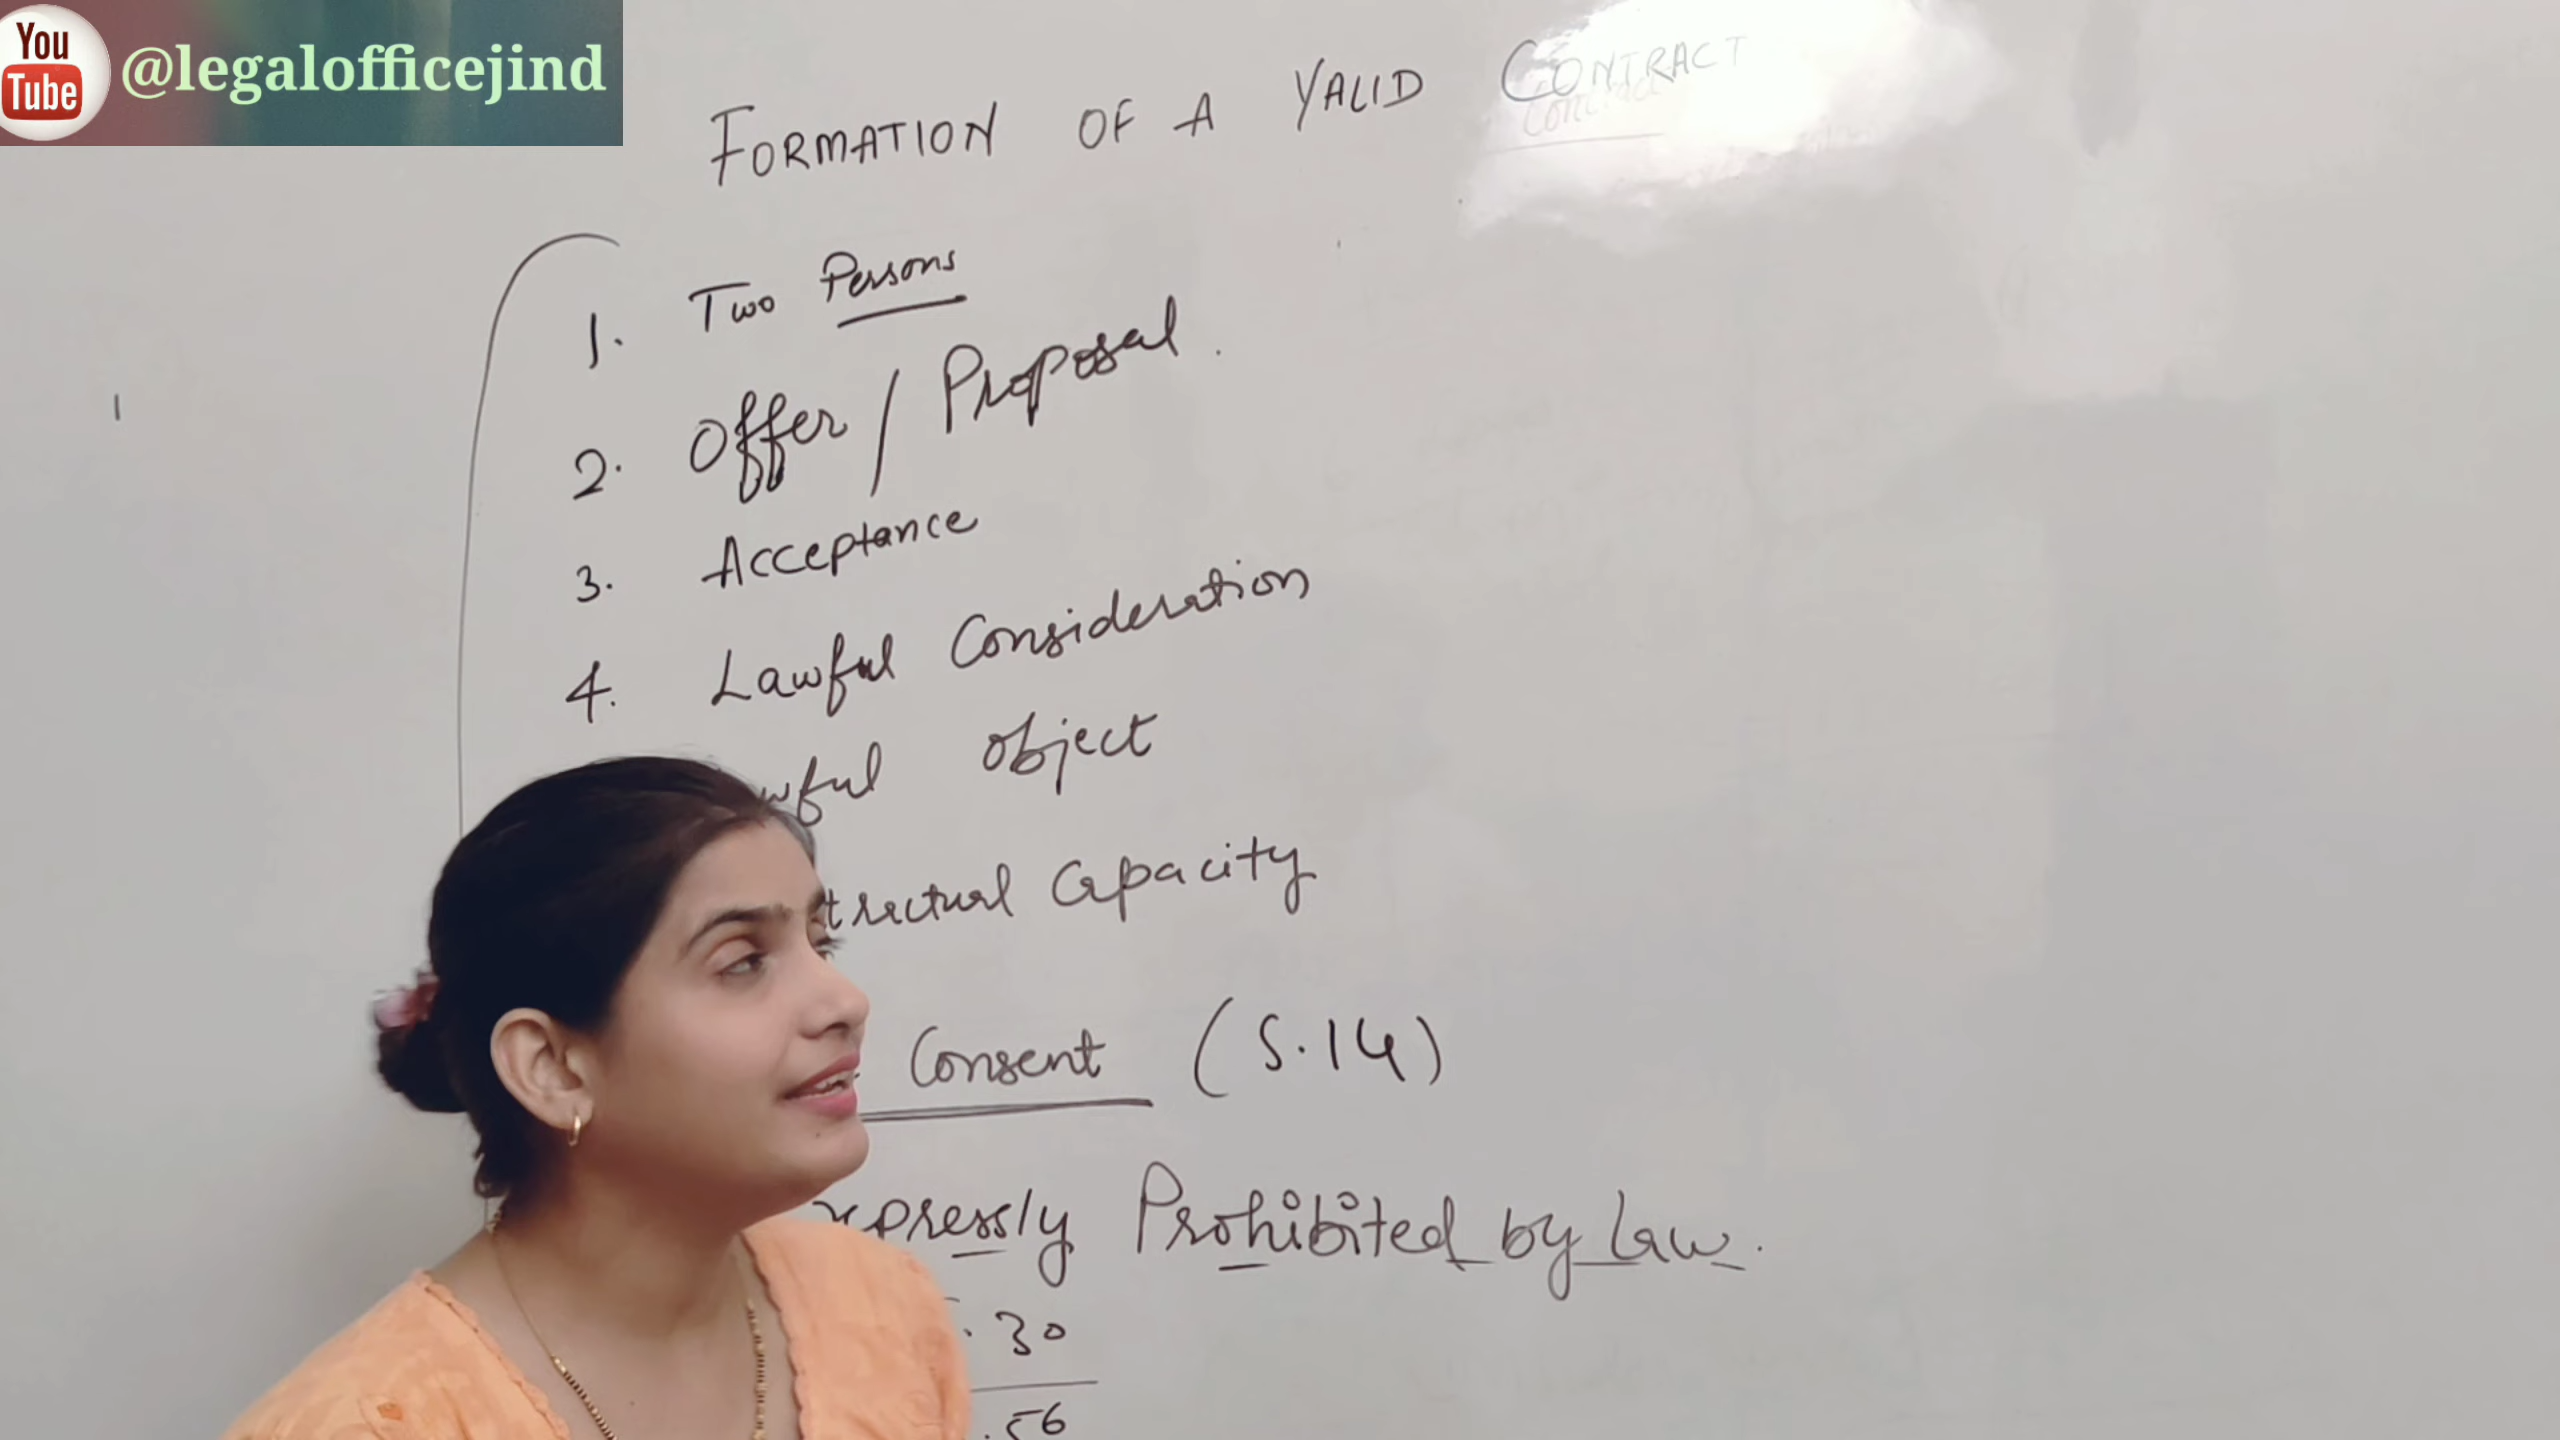 You
Tube
@legalofficejind
FORMATION OF A VALID CONTRACT
1. Two Persons
2. Offer / Proposal.
3. Acceptance
4. Lawful Consideration
wful object
tractual Capacity
Consent (S.14)
xpressly Prohibited by law.
. 30
.56